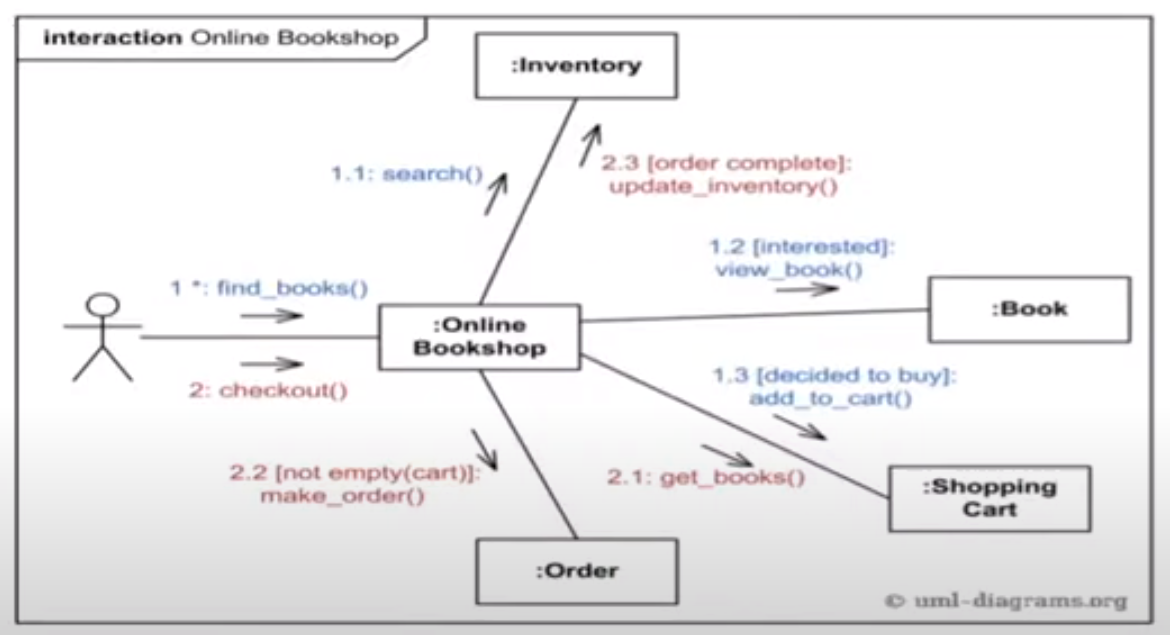 interaction Online Bookshop
:Inventory
1.1: search()
2.3 [order complete]:
update_inventory()
1.2 [interested]:
view_book()
1 *: find_books()
:Online
Bookshop
:Book
2: checkout()
1.3 [decided to buy]:
add_to_cart()
2.2 [not empty(cart)]:
make_order()
2.1: get_books()
:Shopping
Cart
:Order
© uml-diagrams.org